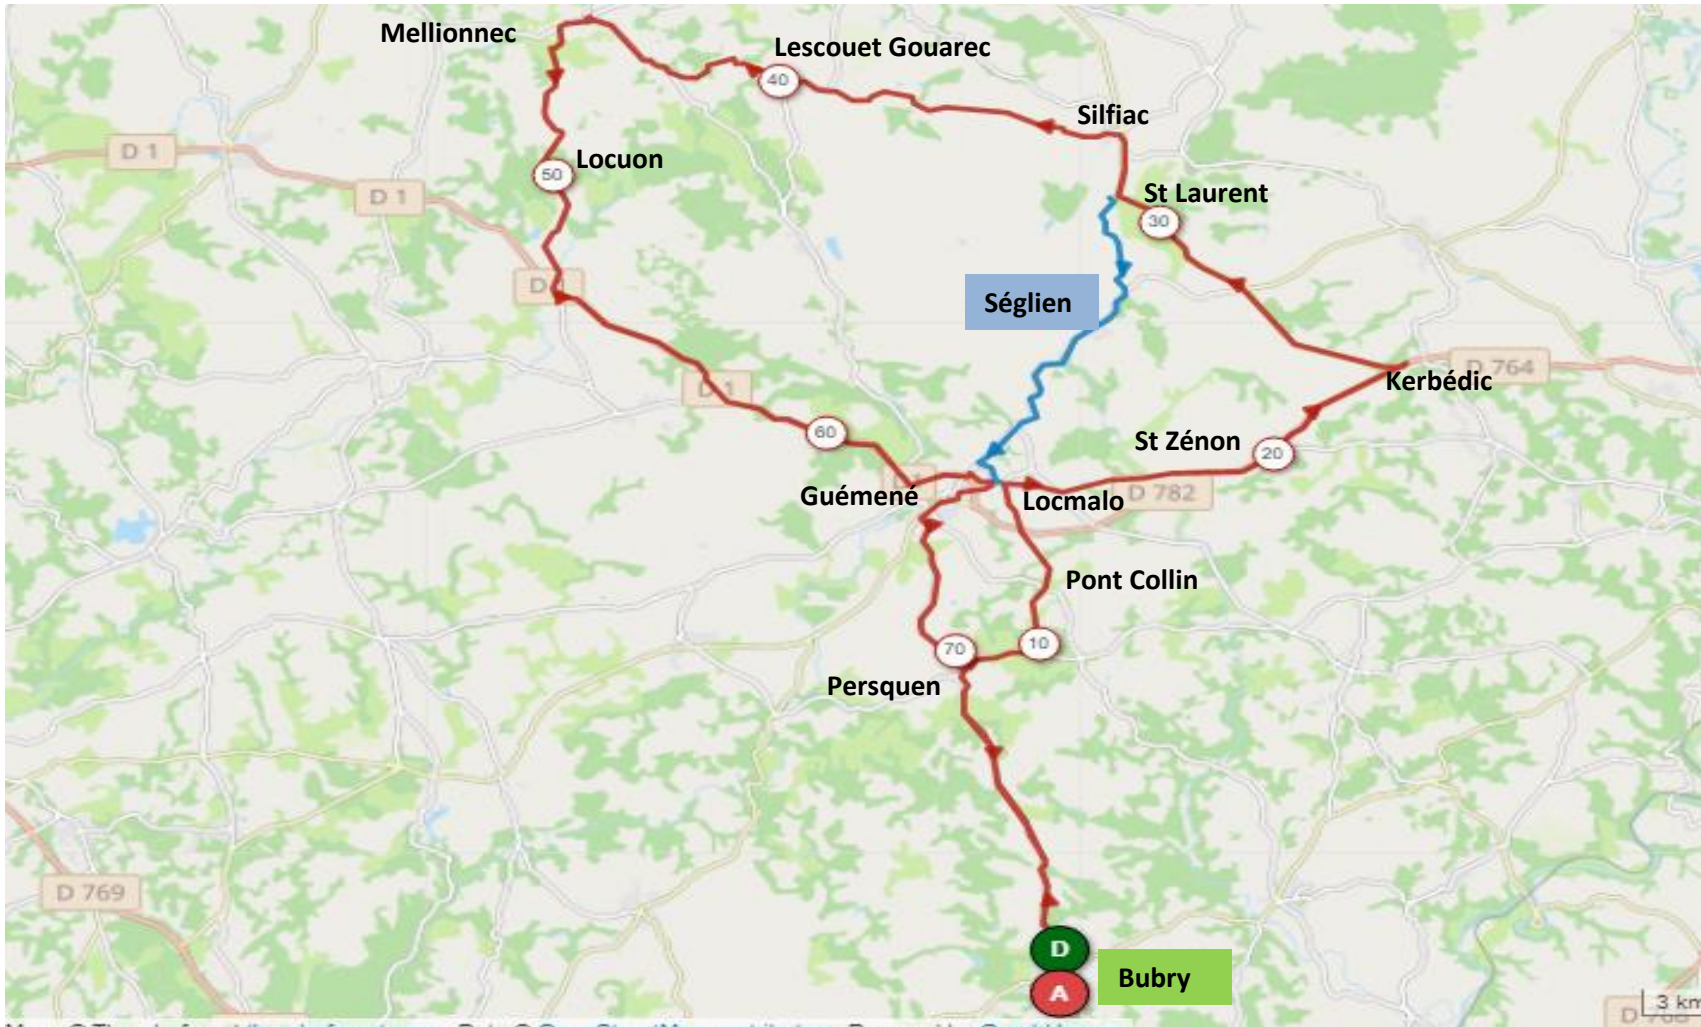 Mellionnec
Lescouet Gouarec
40
Silfiac
D 1
Locuon
50
D 1
St Laurent
30
Séglien
D 764
Kerbédic
D 1
60
St Zénon
20
Guémené
Locmalo
D 782
Pont Collin
70
10
Persquen
D 769
D
Bubry
A
3 km